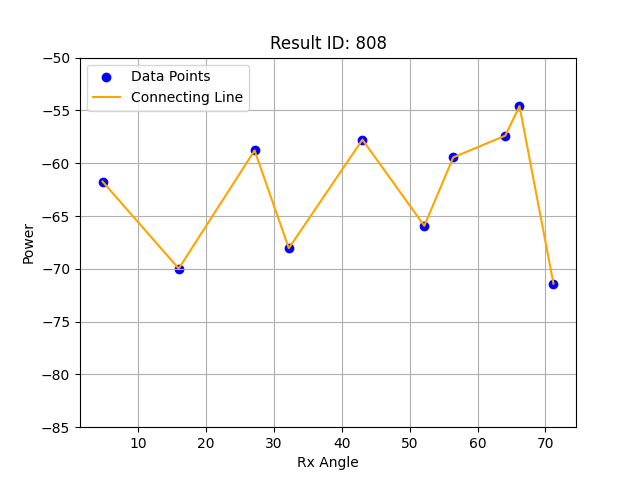 Result ID: 808
Data Points
Connecting Line
Power
−50
−55
−60
−65
−70
−75
−80
−85
10 20 30 40 50 60 70
Rx Angle